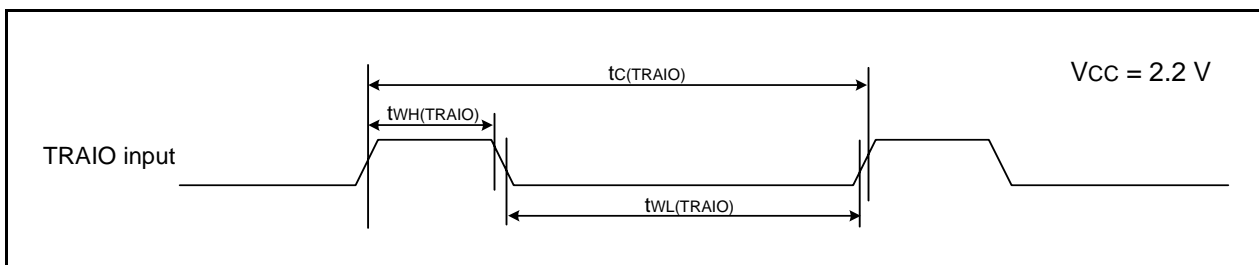 tC(TRAIO)
VCC = 2.2 V
tWH(TRAIO)
TRAIO input
tWL(TRAIO)